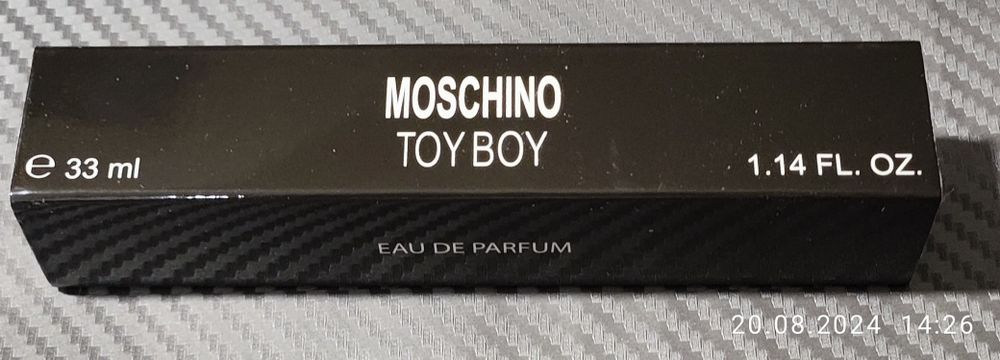 MOSCHINO
TOY BOY
℮ 33 ml
1.14 FL. OZ.
EAU DE PARFUM
20.08.2024 14:26